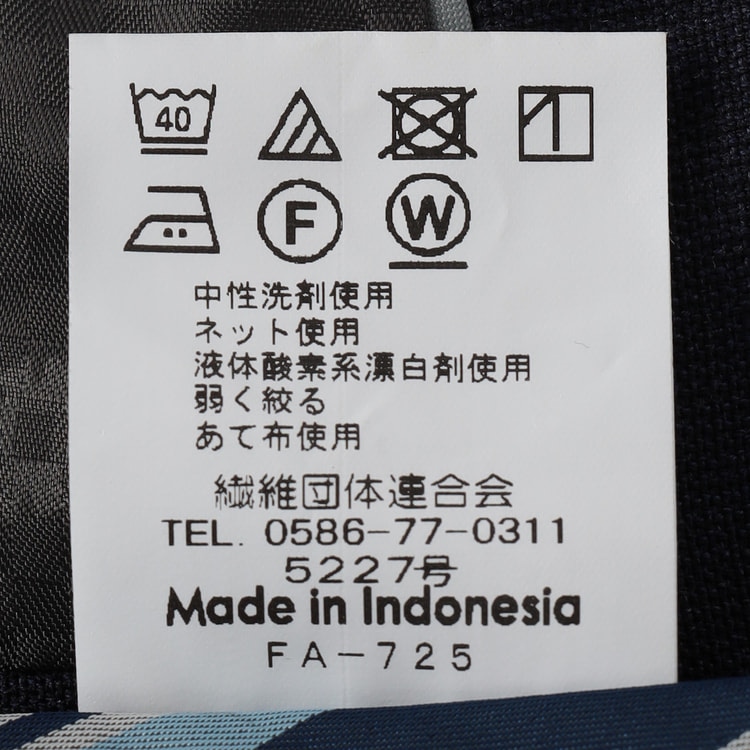 40
F W
中性洗剤使用
ネット使用
液体酸素系漂白剤使用
弱く絞る
あて布使用
繊維団体連合会
TEL. 0586-77-0311
5227号
Made in Indonesia
FA-725